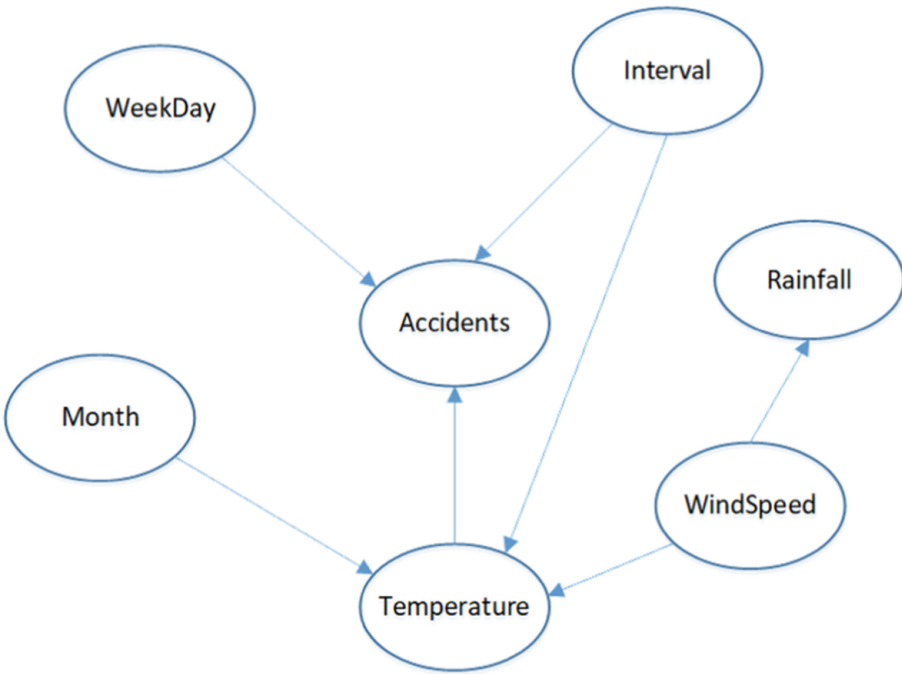 Interval
WeekDay
Rainfall
Accidents
Month
WindSpeed
Temperature